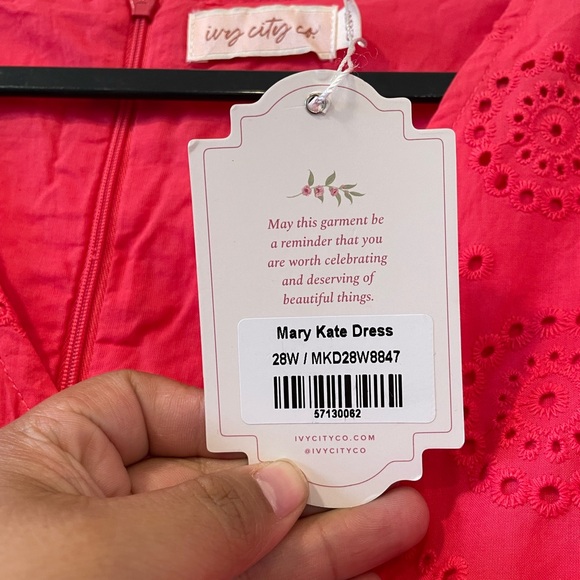 ivy city co.
May this garment be
a reminder that you
are worth celebrating
and deserving of
beautiful things.
Mary Kate Dress
28W / MKD28W8847
57130062
IVYCITYCO.COM
@IVYCITYCO